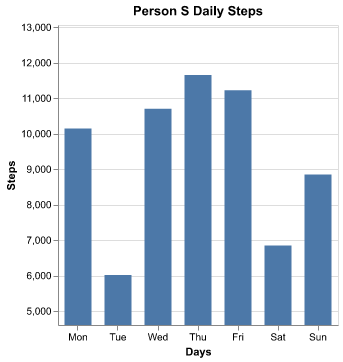 Person S Daily Steps
13,000
12,000
11,000
10,000
9,000
8,000
7,000
6,000
5,000
Steps
Mon Tue Wed Thu Fri Sat Sun
Days